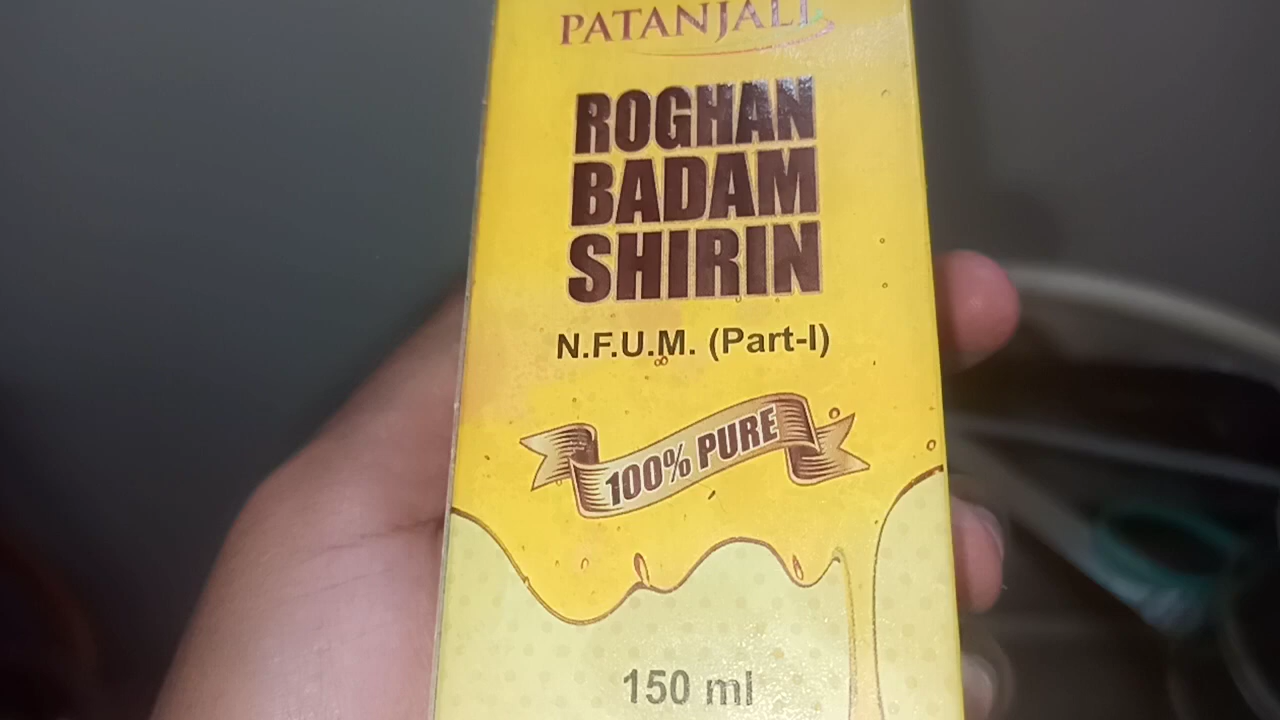 PATANJALI
ROGHAN
BADAM
SHIRIN
N.F.U.M. (Part-I)
100% PURE
150 ml